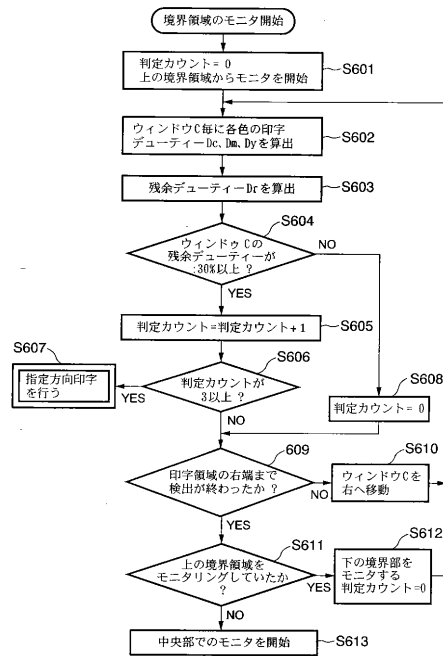 境界領域のモニタ開始
判定カウント= 0
上の境界領域からモニタを開始
S601
ウィンドウC毎に各色の印字
デューティーDc、Dm、Dyを算出
S602
残余デューティーDrを算出
S603
S604
ウィンドゥCの
残余デューティーが
:30%以上 ?
NO
YES
判定カウント=判定カウント+1
S605
S607
S606
指定方向印字
を行う
YES
判定カウントが
3以上 ?
NO
S608
判定カウント= 0
609
S610
印字領域の右端まで
検出が終わったか ?
NO
ウィンドウCを
右へ移動
YES
S611
S612
上の境界領域を
モニタリングしていたか
?
YES
下の境界部を
モニタする
判定カウント=0
NO
中央部でのモニタを開始
S613